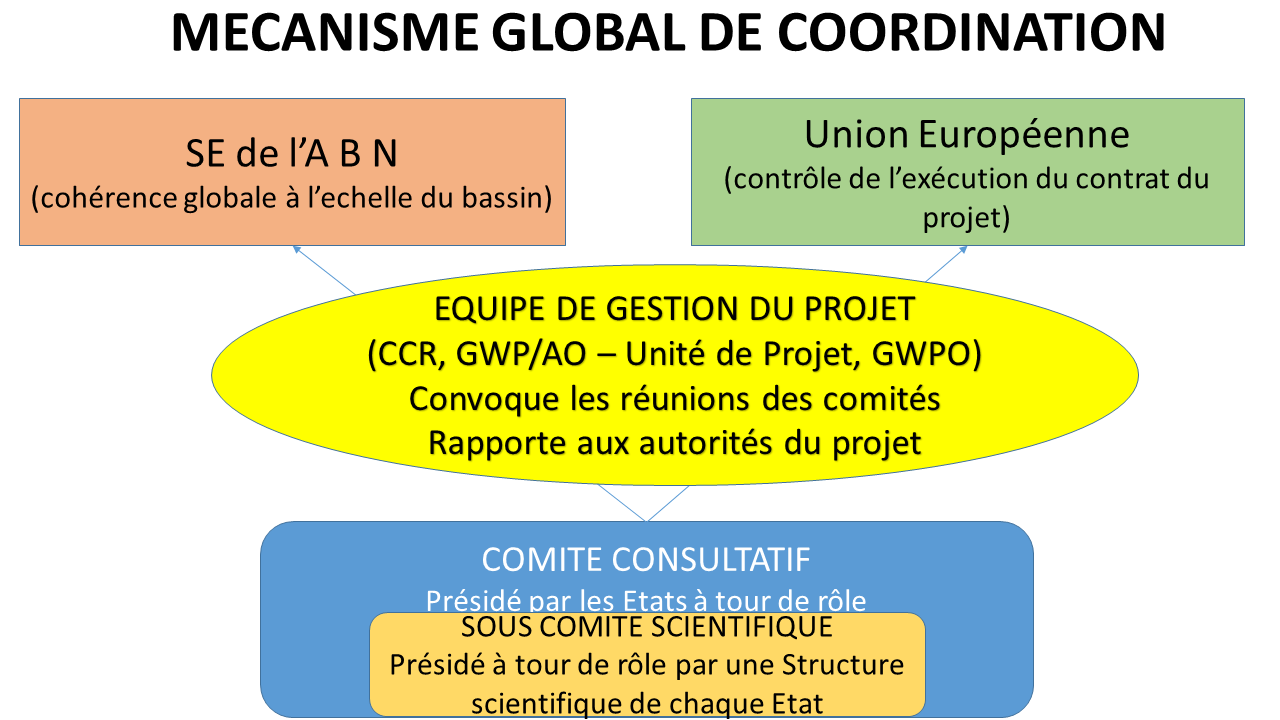 MECANISME GLOBAL DE COORDINATION
SE de l’A B N
(cohérence globale à l’echelle du bassin)
Union Européenne
(contrôle de l’exécution du contrat du
projet)
EQUIPE DE GESTION DU PROJET
(CCR, GWP/AO – Unité de Projet, GWPO)
Convoque les réunions des comités
Rapporte aux autorités du projet
COMITE CONSULTATIF
Présidé par les Etats à tour de rôle
SOUS COMITE SCIENTIFIQUE
Présidé à tour de rôle par une Structure
scientifique de chaque Etat